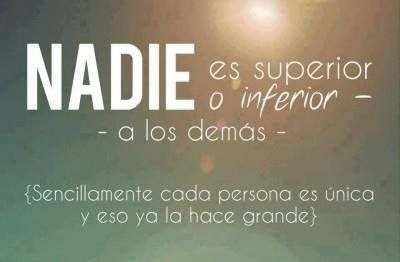 NADIE es superior
o inferior –
- a los demás -
{Sencillamente cada persona es única
y eso ya la hace grande}